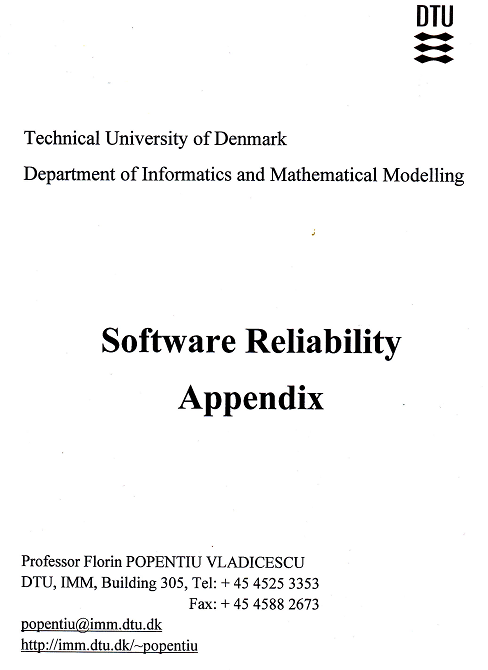 DTU
Technical University of Denmark
Department of Informatics and Mathematical Modelling
Software Reliability
Appendix
Professor Florin POPENTIU VLADICESCU
DTU, IMM, Building 305, Tel: + 45 4525 3353
Fax: + 45 4588 2673
popentiu@imm.dtu.dk
http://imm.dtu.dk/~popentiu